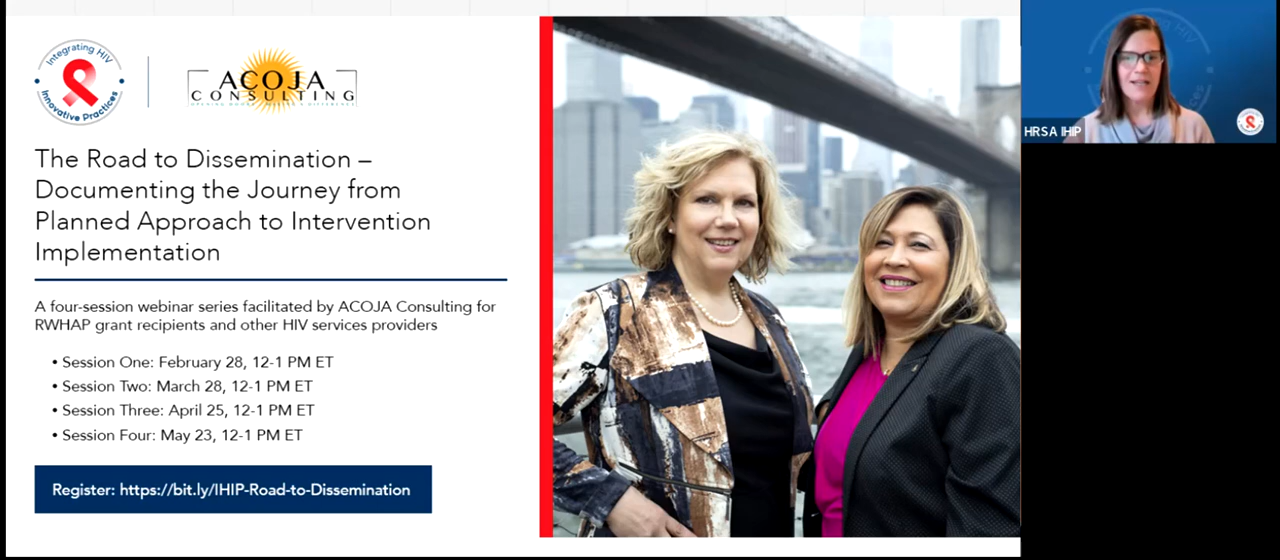 Integrating HIV
Innovative Practices
ACOJA
CONSULTING
The Road to Dissemination –
Documenting the Journey from
Planned Approach to Intervention
Implementation
A four-session webinar series facilitated by ACOJA Consulting for
RWHAP grant recipients and other HIV services providers
• Session One: February 28, 12-1 PM ET
• Session Two: March 28, 12-1 PM ET
• Session Three: April 25, 12-1 PM ET
• Session Four: May 23, 12-1 PM ET
Register: https://bit.ly/IHIP-Road-to-Dissemination
HRSA IHIP